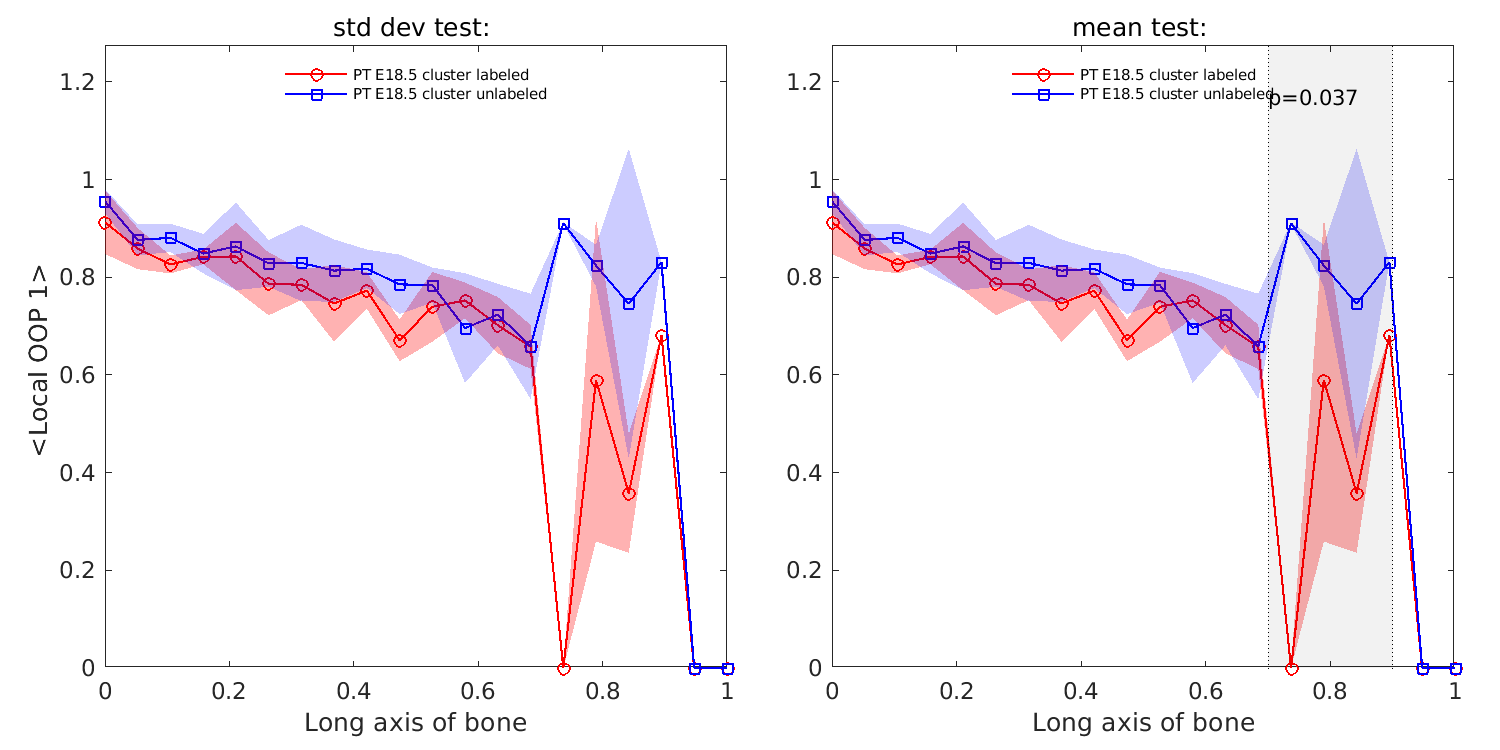 std dev test:
PT E18.5 cluster labeled
PT E18.5 cluster unlabeled
1.2
1
0.8
0.6
0.4
0.2
0
<Local OOP 1>
0
0.2
0.4
0.6
0.8
1
Long axis of bone
mean test:
PT E18.5 cluster labeled
PT E18.5 cluster unlabeled
p=0.037
1.2
1
0.8
0.6
0.4
0.2
0
0
0.2
0.4
0.6
0.8
1
Long axis of bone